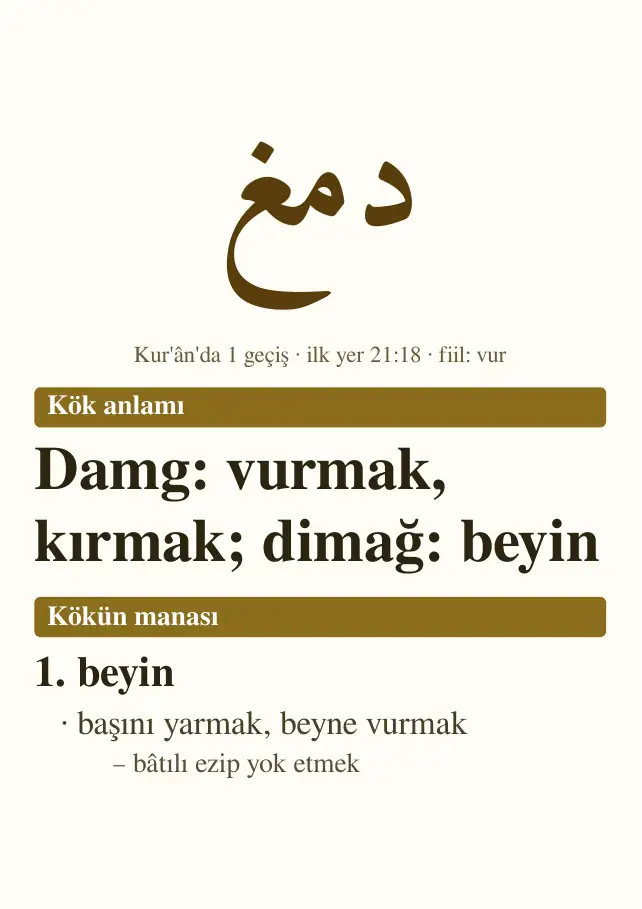 دمغ
Kur'ân'da 1 geçiş · ilk yer 21:18 · fiil: vur
Kök anlamı
Damg: vurmak,
kırmak; dimağ: beyin
Kökün manası
1. beyin
· başını yarmak, beyne vurmak
– bâtılı ezip yok etmek